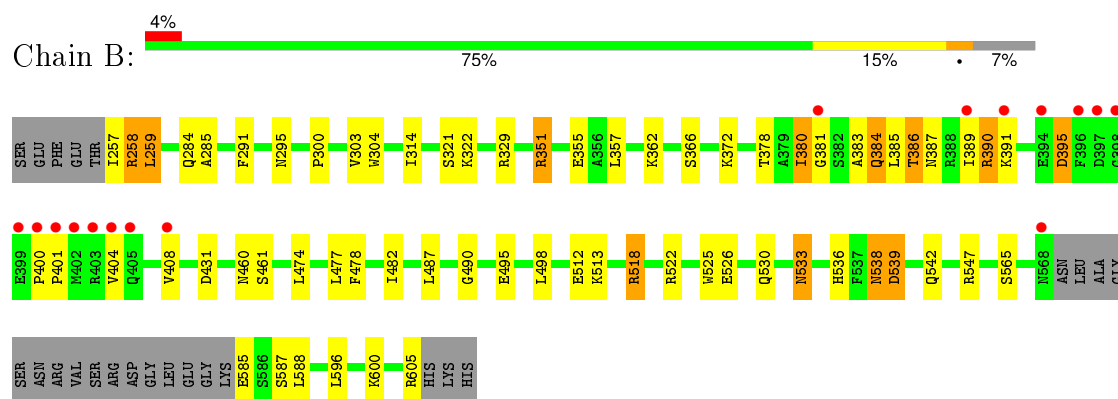 4%
Chain B:
75% 15% • 7%
SER GLU PHE GLU THR I257 R258 L259 Q284 A285 F291 N295 P300 V303 W304 I314 S321 K322 R329 R351 E355 A356 L357 K362 S366 K372 T378 A379 I380 G381 S382 A383 Q384 L385 T386 N387 R388 I389 R390 K391 E394 D395 F396 D397 G398
E399 P400 P401 M402 R403 V404 Q405 V408 D431 N460 S461 L474 L477 F478 I482 L487 G490 E495 L498 E512 K513 R518 R522 W525 E526 Q530 N533 H536 F537 N538 D539 Q542 R547 S565 N568 ASN LEU ALA GLY
SER ASN ARG VAL SER ARG ASP GLY LEU GLU GLY LYS E585 S586 S587 L588 L596 K600 R605 HIS LYS HIS